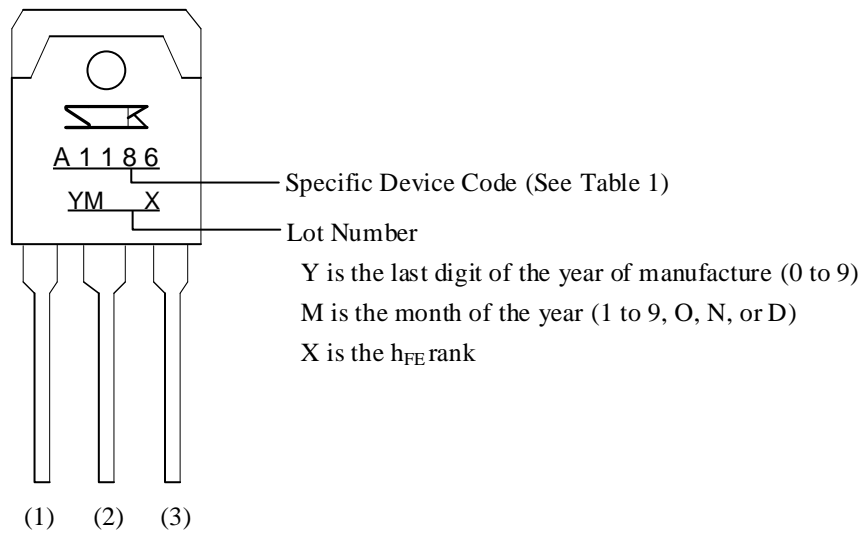 A1186
YM X
Specific Device Code (See Table 1)
Lot Number
Y is the last digit of the year of manufacture (0 to 9)
M is the month of the year (1 to 9, O, N, or D)
X is the hFE rank
(1) (2) (3)